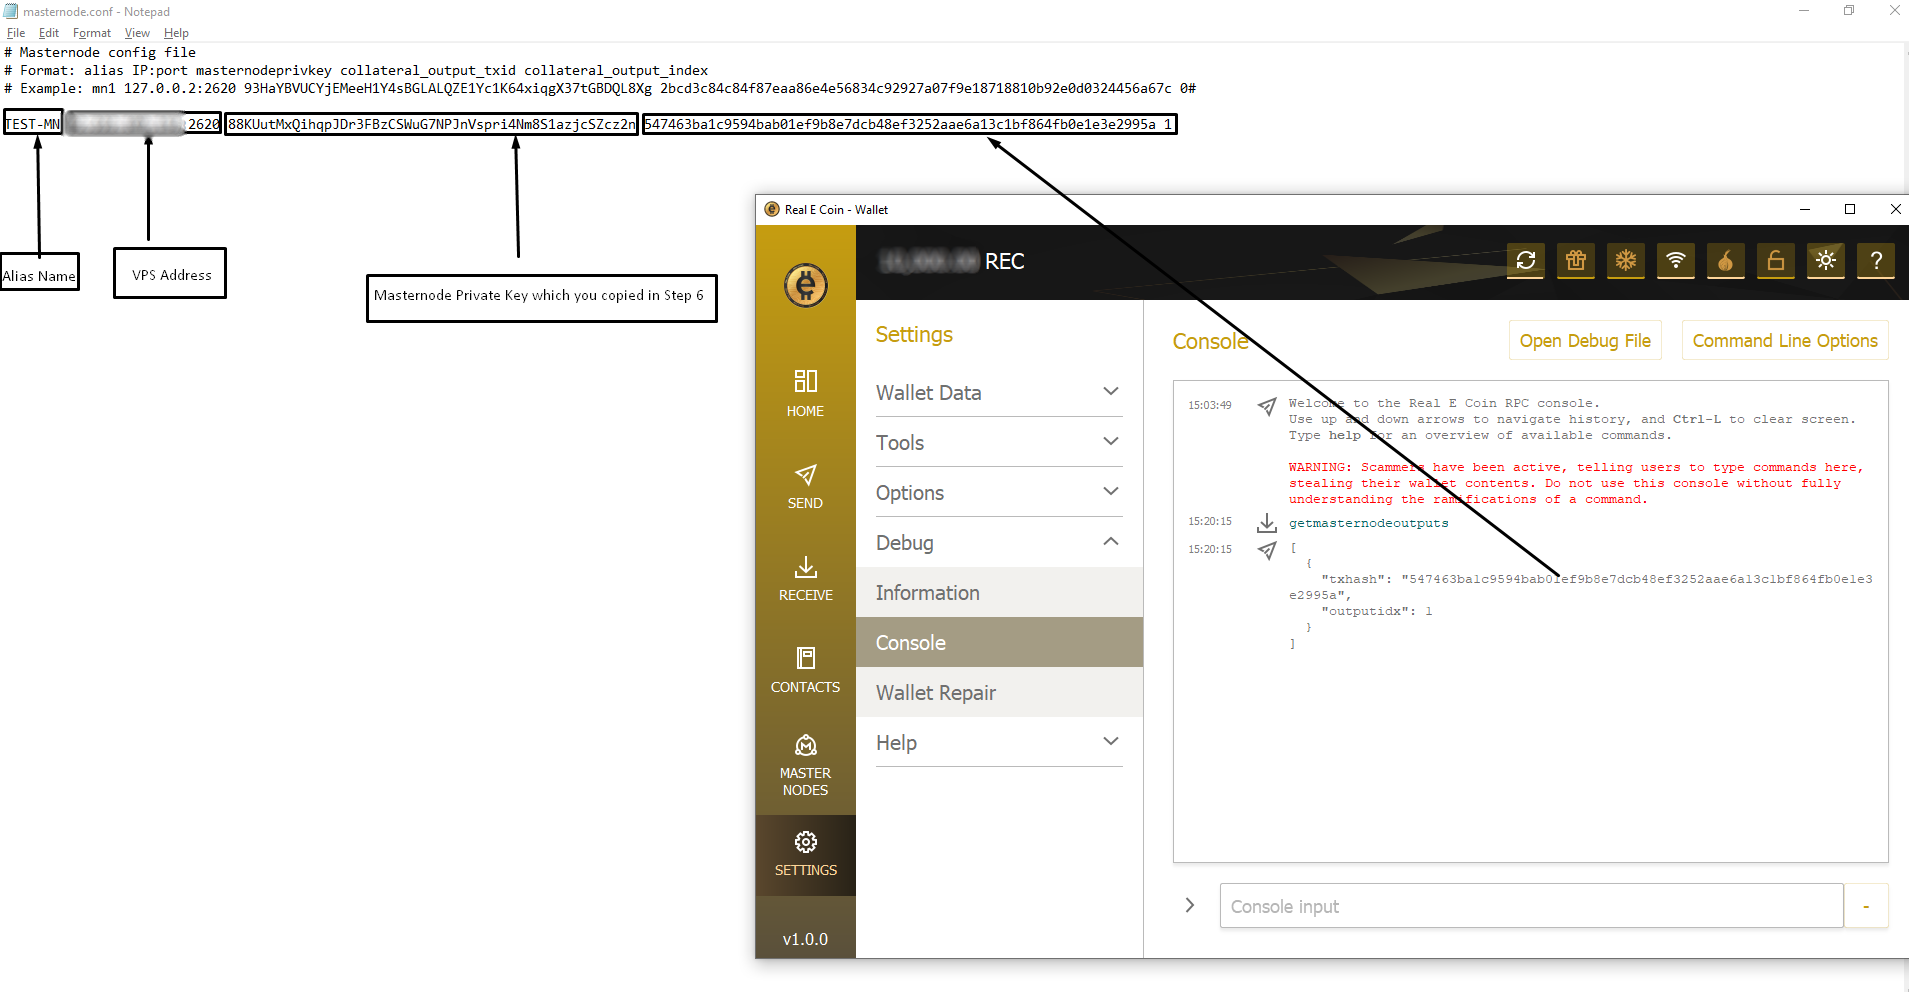 masternode.conf - Notepad
File Edit Format View Help
# Masternode config file
# Format: alias IP:port masternodeprivkey collateral_output_txid collateral_output_index
# Example: mn1 127.0.0.2:2620 93HaYBVUCYjEMeeH1Y4sBGLALQZE1Yc1K64xiqgX37tGBDQL8Xg 2bcd3c84c84f87eaa86e4e56834c92927a07f9e18718810b92e0d0324456a67c 0#
TEST-MN :2620 88KUutMxQihqpJDr3FBzCSWuG7NPJnVspri4Nm8S1azjcSZcz2n 547463ba1c9594bab01ef9b8e7dcb48ef3252aae6a13c1bf864fb0e1e3e2995a 1
Alias Name
VPS Address
Masternode Private Key which you copied in Step 6
Real E Coin - Wallet
REC
HOME
SEND
RECEIVE
CONTACTS
MASTER
NODES
SETTINGS
v1.0.0
Settings
Wallet Data
Tools
Options
Debug
Information
Console
Wallet Repair
Help
Console
Open Debug File
Command Line Options
15:03:49
Welcome to the Real E Coin RPC console.
Use up and down arrows to navigate history, and Ctrl-L to clear screen.
Type help for an overview of available commands.
WARNING: Scammers have been active, telling users to type commands here,
stealing their wallet contents. Do not use this console without fully
understanding the ramifications of a command.
15:20:15
getmasternodeoutputs
15:20:15
[
{
"txhash": "547463ba1c9594bab01ef9b8e7dcb48ef3252aae6a13c1bf864fb0e1e3
e2995a",
"outputidx": 1
}
]
Console input
-